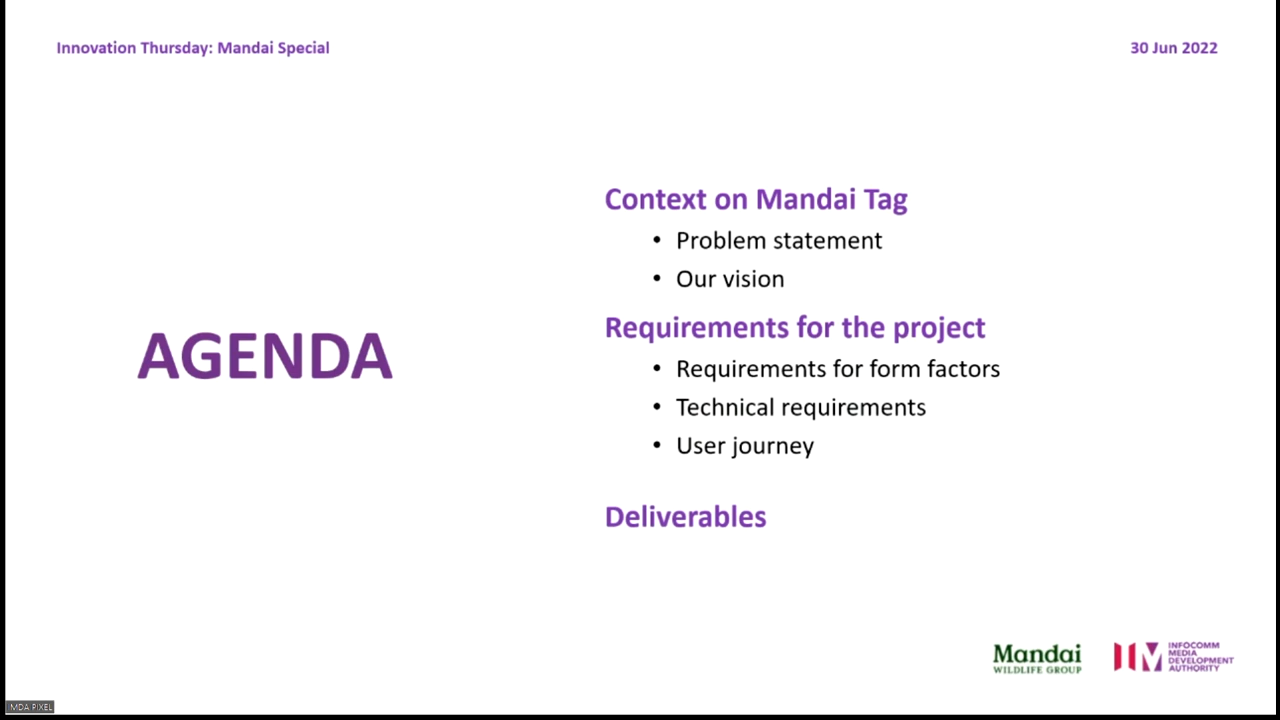 Innovation Thursday: Mandai Special
30 Jun 2022
AGENDA
Context on Mandai Tag
• Problem statement
• Our vision
Requirements for the project
• Requirements for form factors
• Technical requirements
• User journey
Deliverables
Mandai
WILDLIFE GROUP
INFOCOMM
MEDIA
DEVELOPMENT
AUTHORITY
IMDA PIXEL